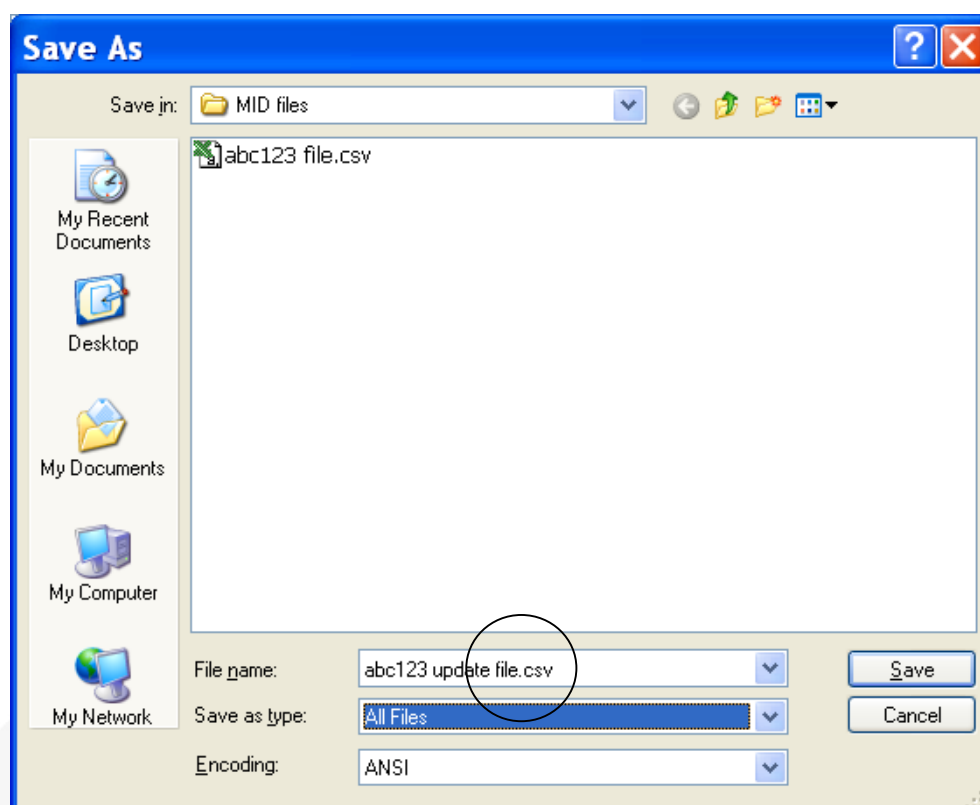 Save As
Save in:
MID files
abc123 file.csv
My Recent
Documents
Desktop
My Documents
My Computer
My Network
File name:
abc123 update file.csv
Save
Save as type:
All Files
Cancel
Encoding:
ANSI